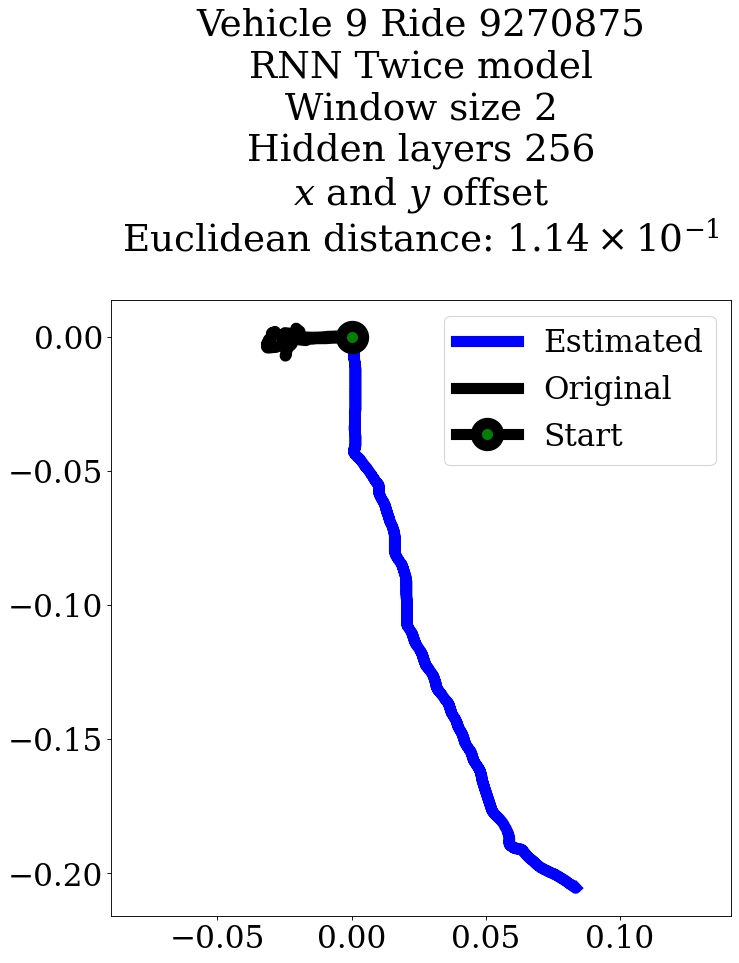 Vehicle 9 Ride 9270875
RNN Twice model
Window size 2
Hidden layers 256
x and y offset
Euclidean distance: 1.14 × 10⁻¹
Estimated
Original
Start
0.00
−0.05
−0.10
−0.15
−0.20
−0.05 0.00 0.05 0.10